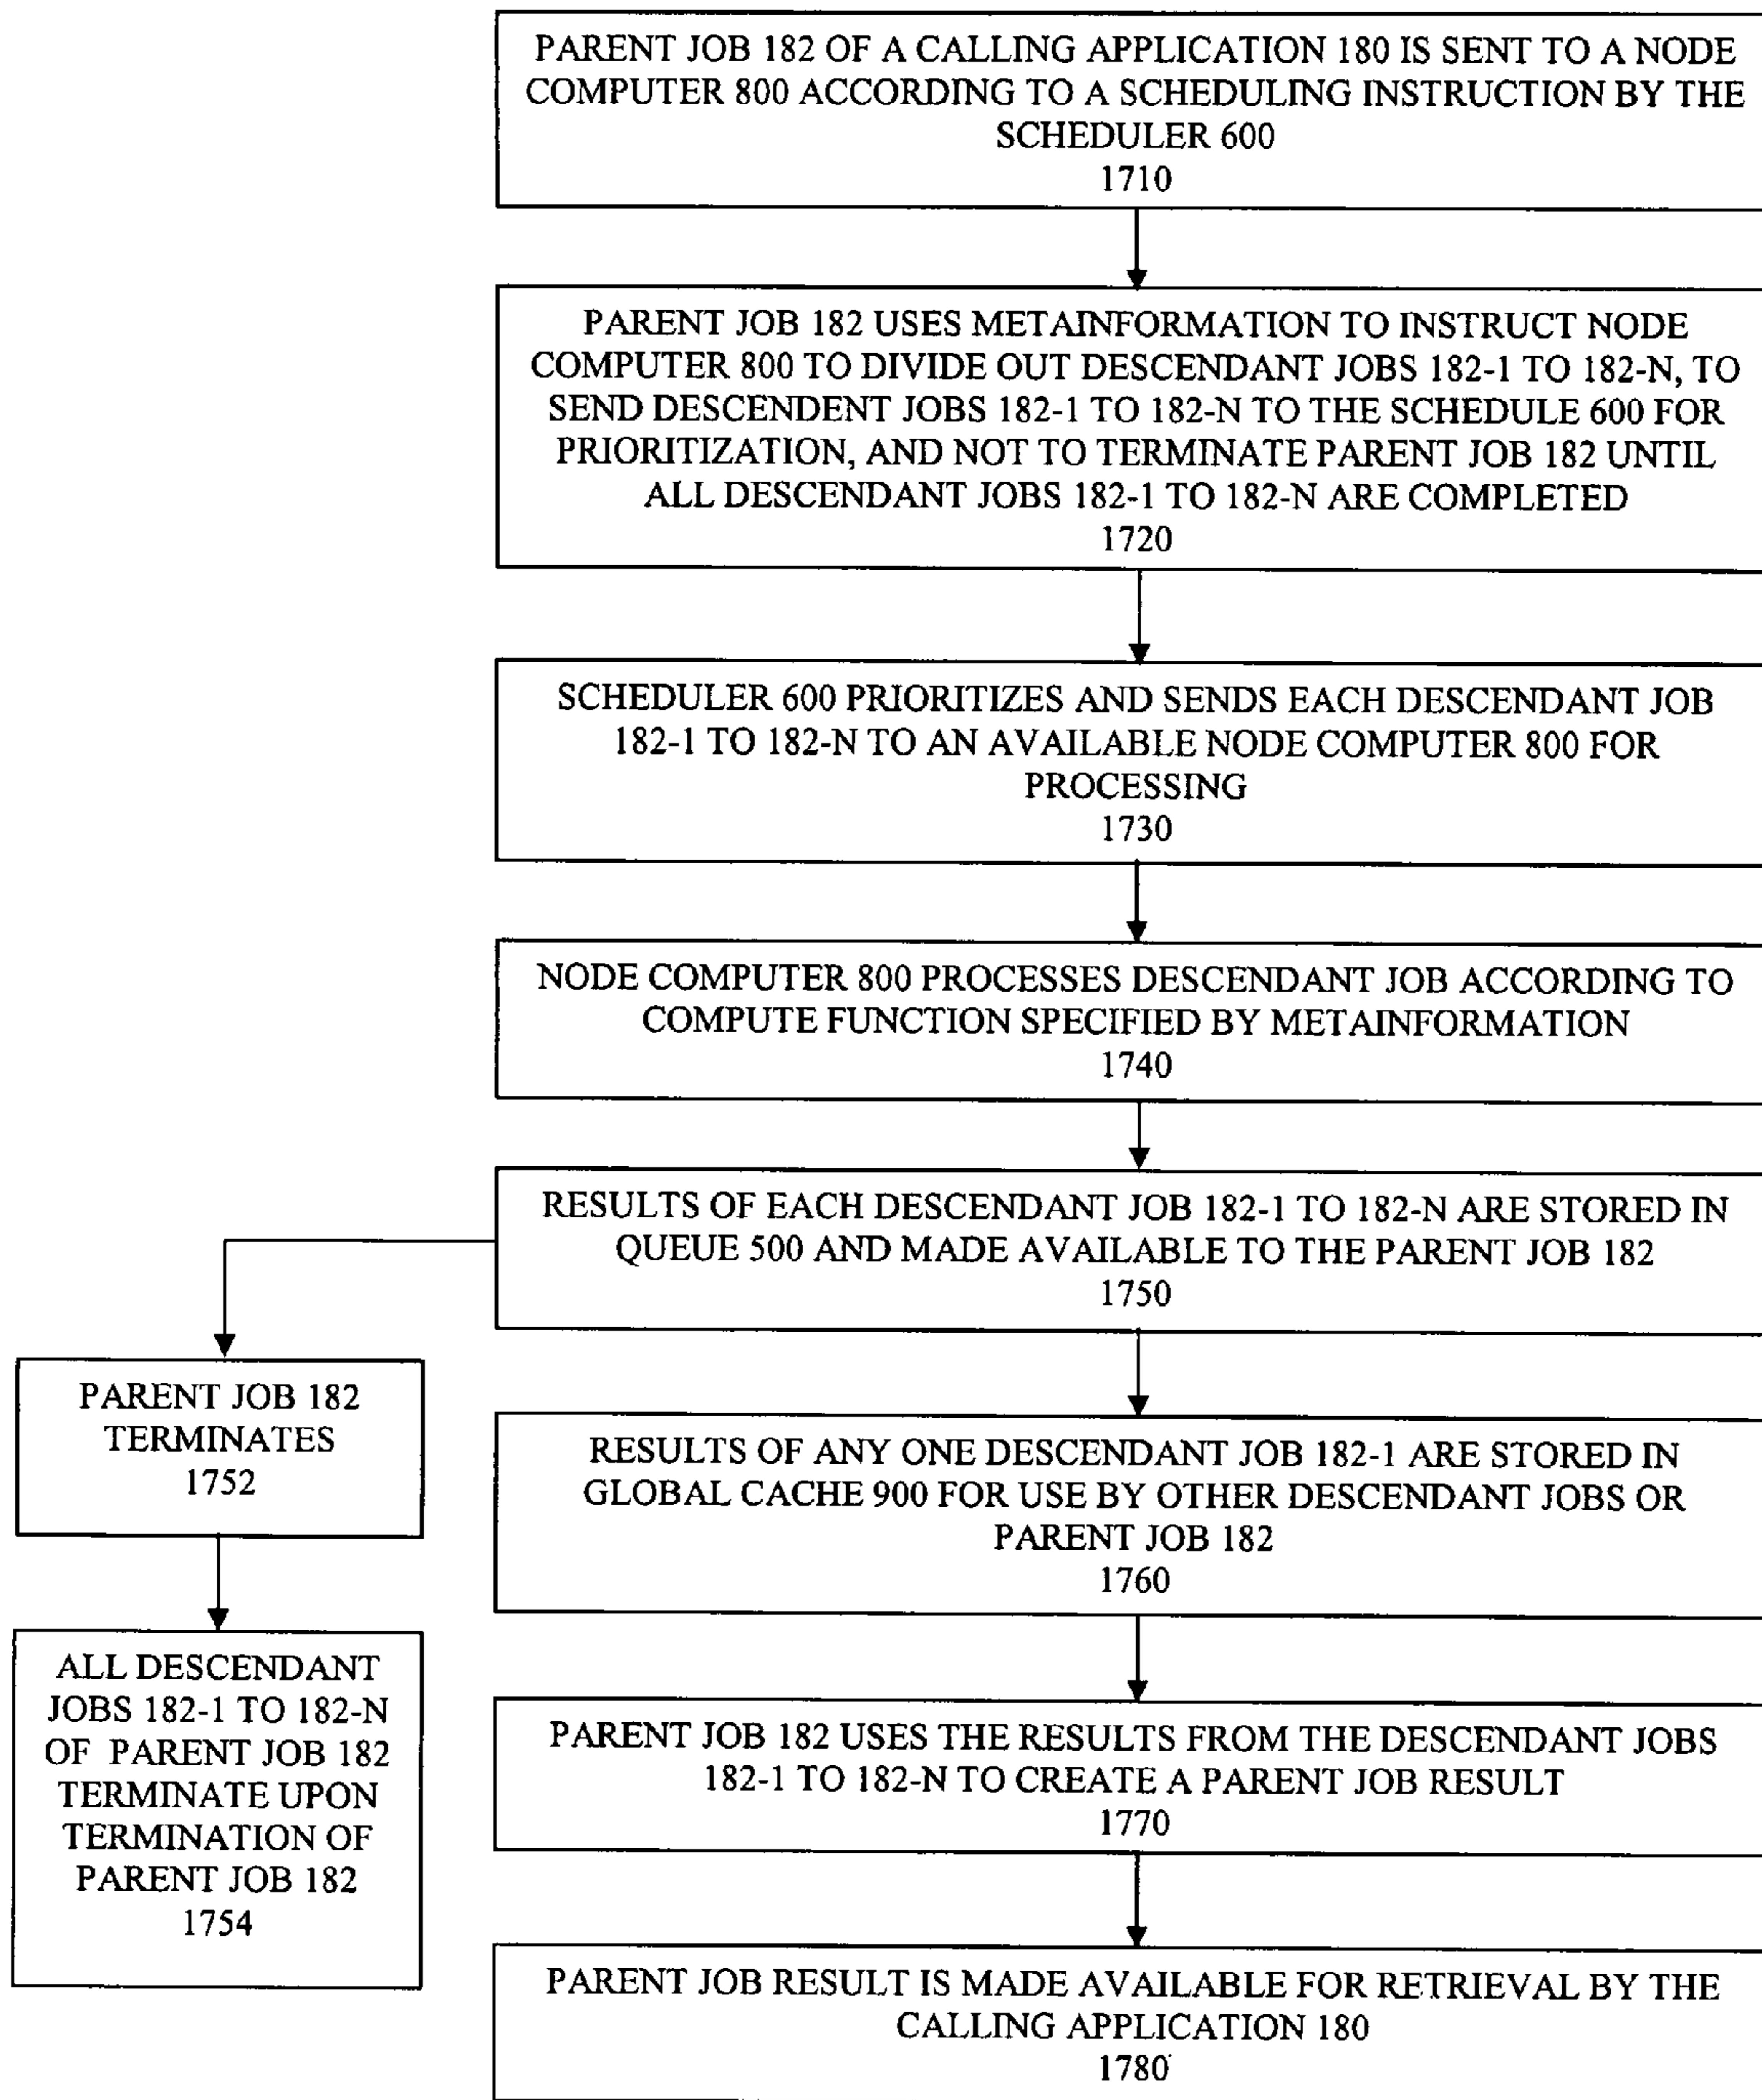 PARENT JOB 182 OF A CALLING APPLICATION 180 IS SENT TO A NODE
COMPUTER 800 ACCORDING TO A SCHEDULING INSTRUCTION BY THE
SCHEDULER 600
1710
PARENT JOB 182 USES METAINFORMATION TO INSTRUCT NODE
COMPUTER 800 TO DIVIDE OUT DESCENDANT JOBS 182-1 TO 182-N, TO
SEND DESCENDENT JOBS 182-1 TO 182-N TO THE SCHEDULE 600 FOR
PRIORITIZATION, AND NOT TO TERMINATE PARENT JOB 182 UNTIL
ALL DESCENDANT JOBS 182-1 TO 182-N ARE COMPLETED
1720
SCHEDULER 600 PRIORITIZES AND SENDS EACH DESCENDANT JOB
182-1 TO 182-N TO AN AVAILABLE NODE COMPUTER 800 FOR
PROCESSING
1730
NODE COMPUTER 800 PROCESSES DESCENDANT JOB ACCORDING TO
COMPUTE FUNCTION SPECIFIED BY METAINFORMATION
1740
RESULTS OF EACH DESCENDANT JOB 182-1 TO 182-N ARE STORED IN
QUEUE 500 AND MADE AVAILABLE TO THE PARENT JOB 182
1750
PARENT JOB 182
TERMINATES
1752
ALL DESCENDANT
JOBS 182-1 TO 182-N
OF PARENT JOB 182
TERMINATE UPON
TERMINATION OF
PARENT JOB 182
1754
RESULTS OF ANY ONE DESCENDANT JOB 182-1 ARE STORED IN
GLOBAL CACHE 900 FOR USE BY OTHER DESCENDANT JOBS OR
PARENT JOB 182
1760
PARENT JOB 182 USES THE RESULTS FROM THE DESCENDANT JOBS
182-1 TO 182-N TO CREATE A PARENT JOB RESULT
1770
PARENT JOB RESULT IS MADE AVAILABLE FOR RETRIEVAL BY THE
CALLING APPLICATION 180
1780